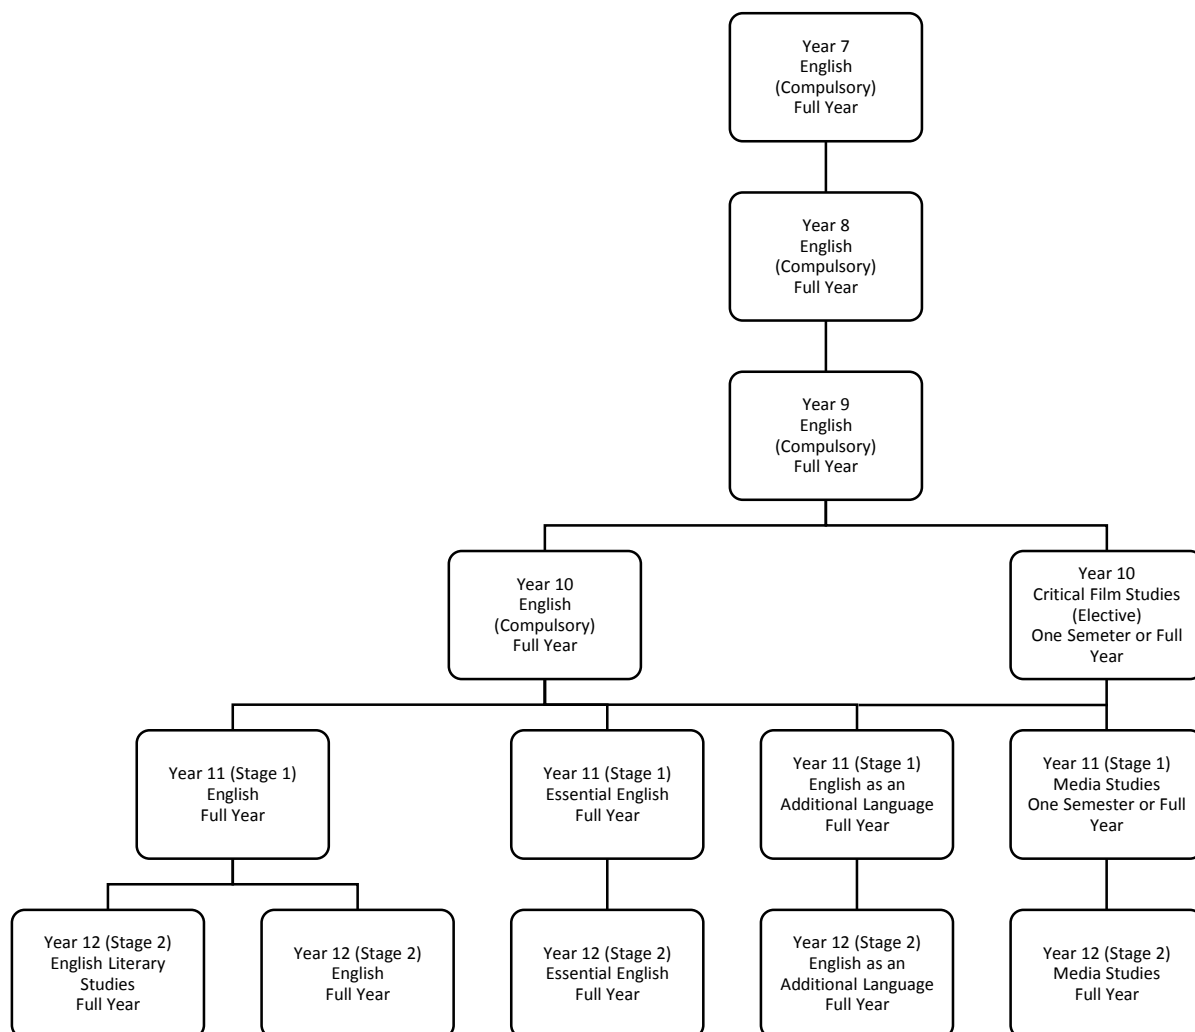 Year 7
English
(Compulsory)
Full Year
Year 8
English
(Compulsory)
Full Year
Year 9
English
(Compulsory)
Full Year
Year 10
English
(Compulsory)
Full Year
Year 10
Critical Film Studies
(Elective)
One Semeter or Full
Year
Year 11 (Stage 1)
English
Full Year
Year 11 (Stage 1)
Essential English
Full Year
Year 11 (Stage 1)
English as an
Additional Language
Full Year
Year 11 (Stage 1)
Media Studies
One Semester or Full
Year
Year 12 (Stage 2)
English Literary
Studies
Full Year
Year 12 (Stage 2)
English
Full Year
Year 12 (Stage 2)
Essential English
Full Year
Year 12 (Stage 2)
English as an
Additional Language
Full Year
Year 12 (Stage 2)
Media Studies
Full Year